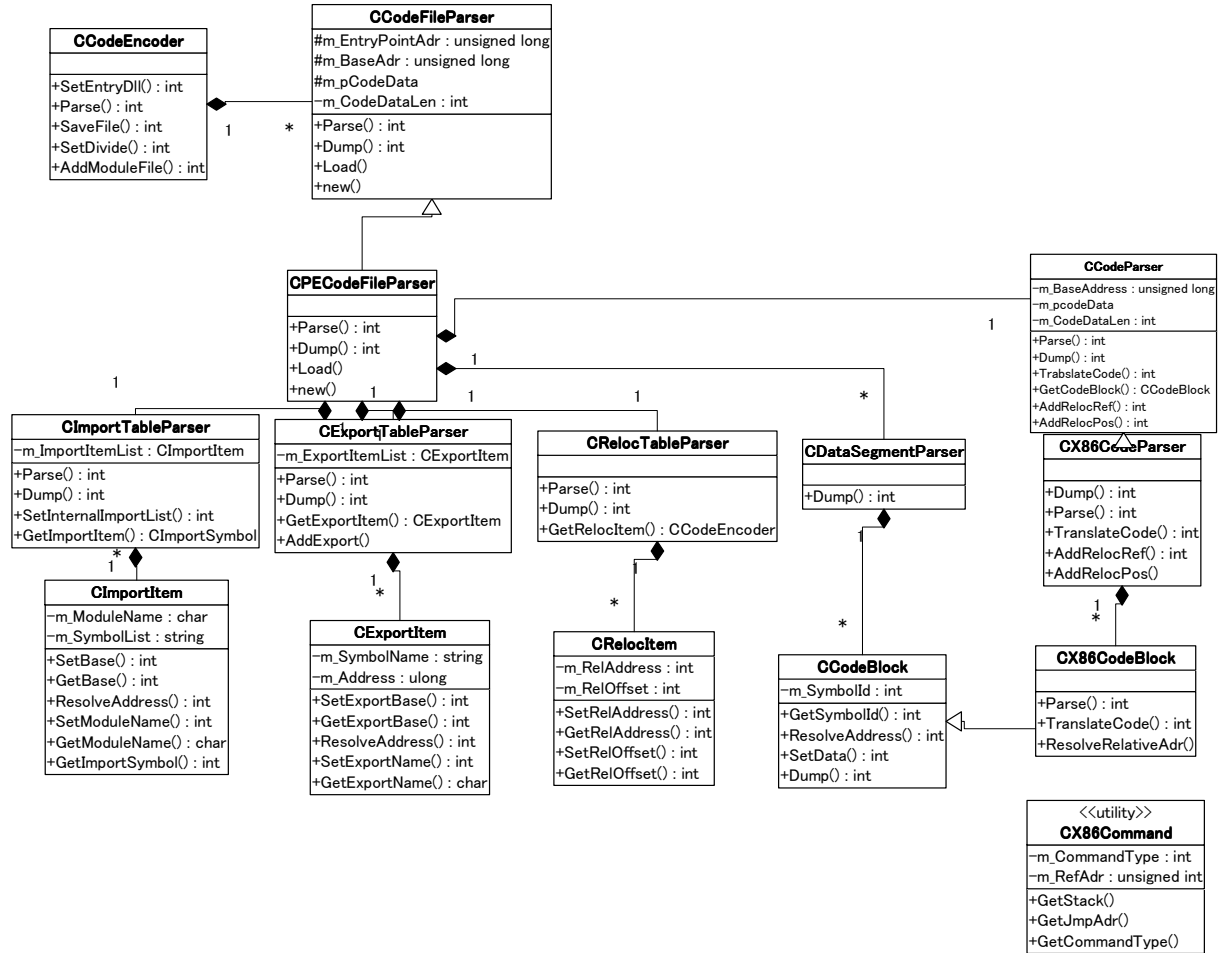 CCodeEncoder
+SetEntryDll() : int
+Parse() : int
+SaveFile() : int
+SetDivide() : int
+AddModuleFile() : int
1
*
CCodeFileParser
#m_EntryPointAdr : unsigned long
#m_BaseAdr : unsigned long
#m_pCodeData
-m_CodeDataLen : int
+Parse() : int
+Dump() : int
+Load()
+new()
CPECodeFileParser
+Parse() : int
+Dump() : int
+Load()
+new()
1
1
1
1
1
1
1
*
CCodeParser
-m_BaseAddress : unsigned long
-m_pcodeData
-m_CodeDataLen : int
+Parse() : int
+Dump() : int
+TrabslateCode() : int
+GetCodeBlock() : CCodeBlock
+AddRelocRef() : int
+AddRelocPos() : int
CImportTableParser
-m_ImportItemList : CImportItem
+Parse() : int
+Dump() : int
+SetInternalImportList() : int
+GetImportItem() : CImportSymbol
*
1
CExportTableParser
-m_ExportItemList : CExportItem
+Parse() : int
+Dump() : int
+GetExportItem() : CExportItem
+AddExport()
1
*
CRelocTableParser
+Parse() : int
+Dump() : int
+GetRelocItem() : CCodeEncoder
1
*
CDataSegmentParser
+Dump() : int
1
*
CX86CodeParser
+Dump() : int
+Parse() : int
+TranslateCode() : int
+AddRelocRef() : int
+AddRelocPos()
1
*
CImportItem
-m_ModuleName : char
-m_SymbolList : string
+SetBase() : int
+GetBase() : int
+ResolveAddress() : int
+SetModuleName() : int
+GetModuleName() : char
+GetImportSymbol() : int
CExportItem
-m_SymbolName : string
-m_Address : ulong
+SetExportBase() : int
+GetExportBase() : int
+ResolveAddress() : int
+SetExportName() : int
+GetExportName() : char
CRelocItem
-m_RelAddress : int
-m_RelOffset : int
+SetRelAddress() : int
+GetRelAddress() : int
+SetRelOffset() : int
+GetRelOffset() : int
CCodeBlock
-m_SymbolId : int
+GetSymbolId() : int
+ResolveAddress() : int
+SetData() : int
+Dump() : int
CX86CodeBlock
+Parse() : int
+TranslateCode() : int
+ResolveRelativeAdr()
<<utility>>
CX86Command
-m_CommandType : int
-m_RefAdr : unsigned int
+GetStack()
+GetJmpAdr()
+GetCommandType()